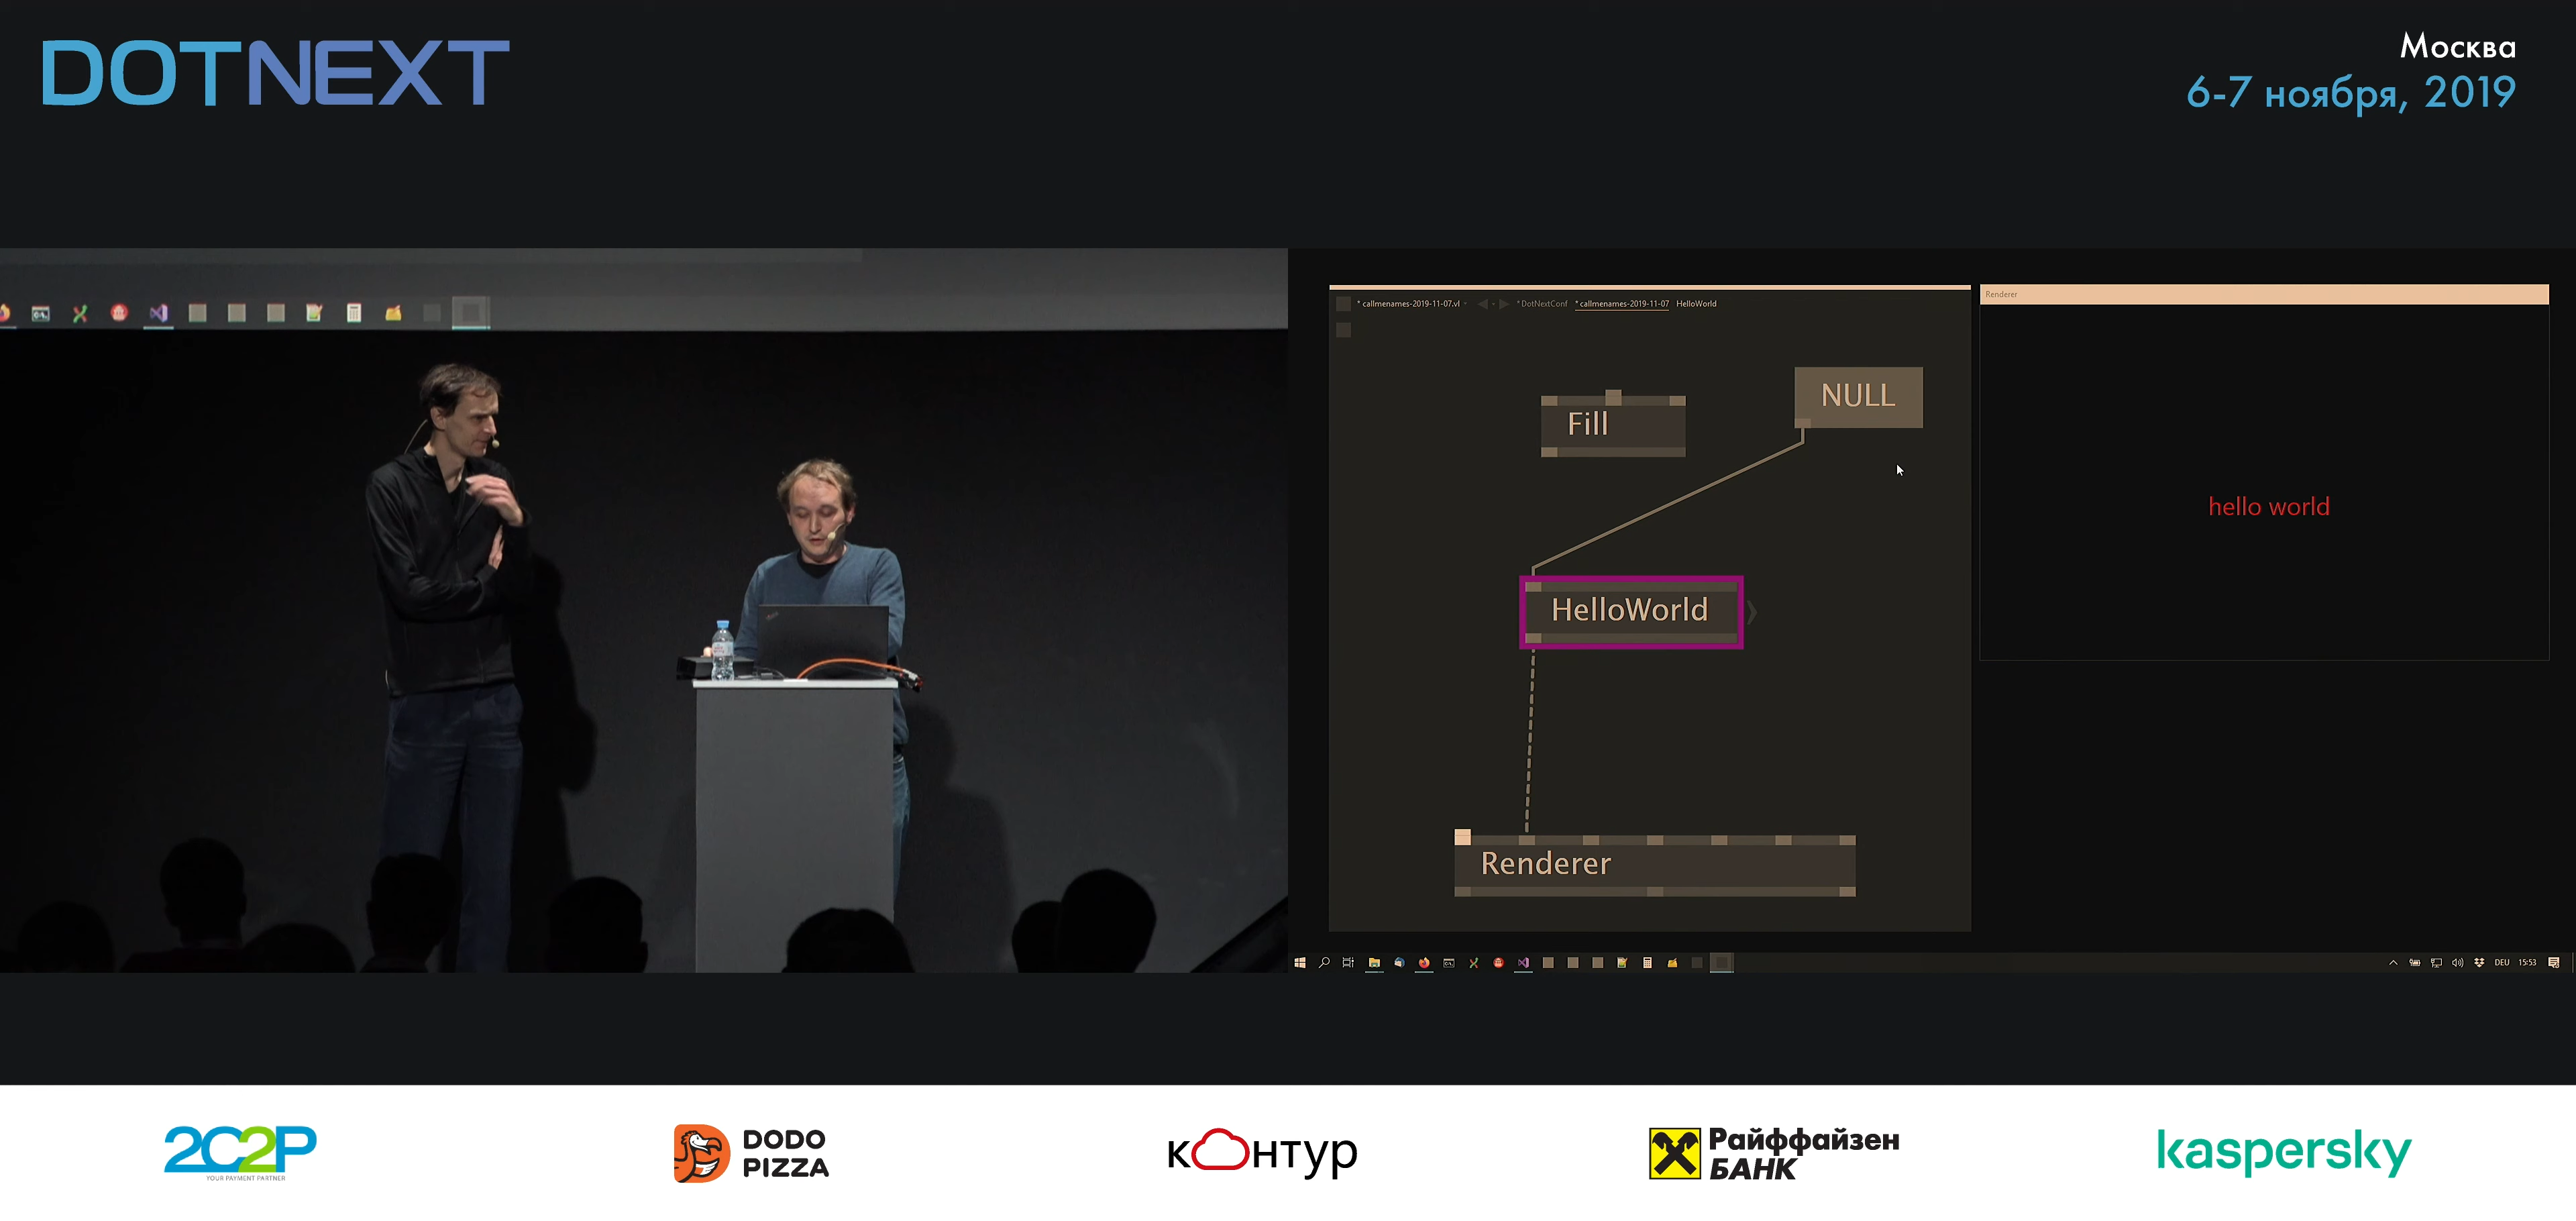 DOTNEXT
Москва
6-7 ноября, 2019
* callmenames-2019-11-07.vl
* DotNextConf
* callmenames-2019-11-07
HelloWorld
Renderer
Fill
NULL
hello world
HelloWorld
Renderer
DEU
15:53
2C2P
YOUR PAYMENT PARTNER
DODO
PIZZA
контур
Райффайзен
БАНК
kaspersky